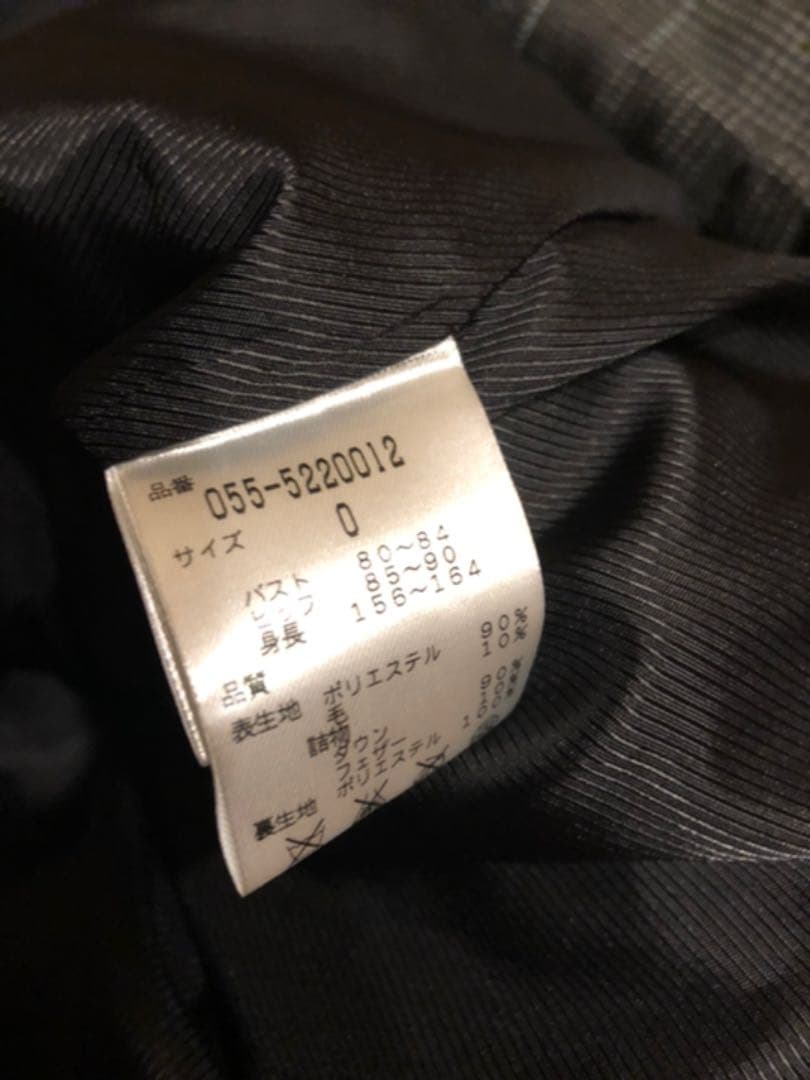 品番 055-5220012
サイズ 0
バスト 80～84
ヒップ 85～90
身長 156～164
品質
表生地 ポリエステル 90%
毛 10%
詰物
ダウン 90%
フェザー 10%
裏生地 ポリエステル 100%